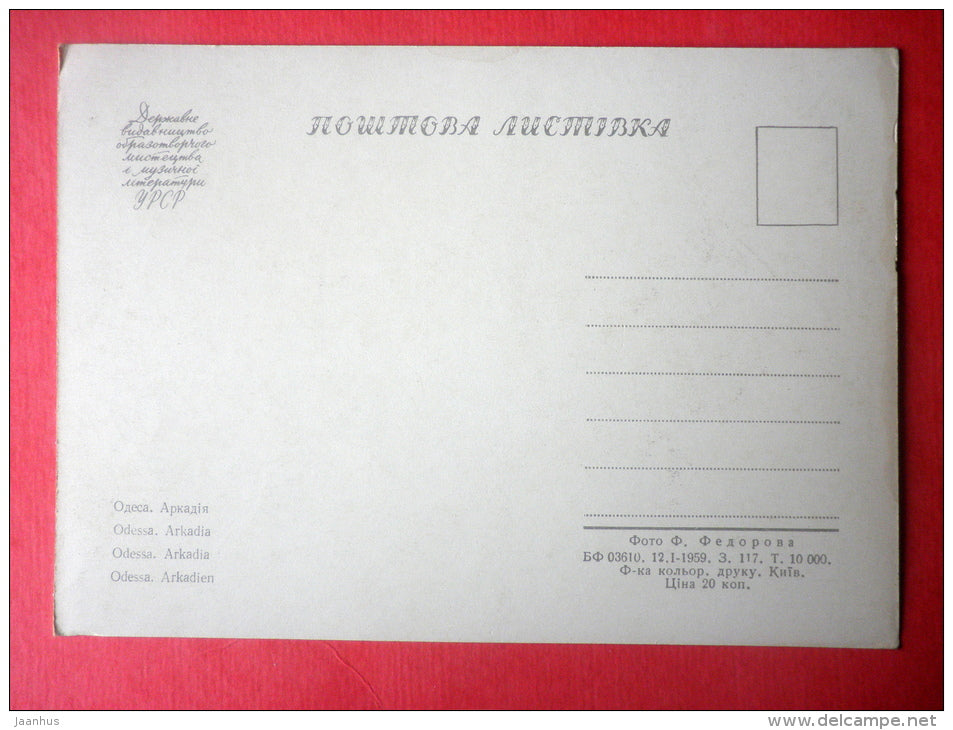 Державне
видавництво
образотворчого
мистецтва
і музичної
літератури
УРСР
ПОШТОВА ЛИСТІВКА
Одеса. Аркадія
Odessa. Arkadia
Odessa. Arkadia
Odessa. Arkadien
Фото Ф. Федорова
БФ 03610. 12.I-1959. З. 117. Т. 10 000.
Ф-ка кольор. друку. Київ.
Ціна 20 коп.
Jaanhus
www.delcampe.net